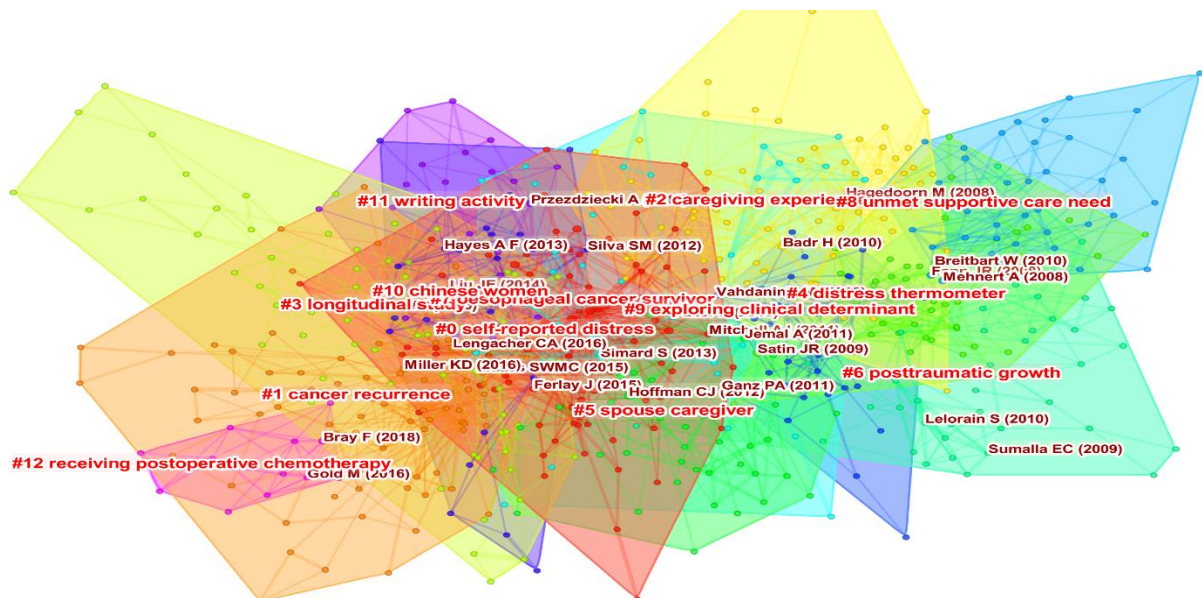 Hagedoorn M (2008)
#11 writing activity
Przezdziecki A
#2 caregiving experie
#8 unmet supportive care need
Hayes A F (2013)
Silva SM (2012)
Badr H (2010)
Breitbart W (2010)
Mehnert A (2008)
#10 chinese women
#4 distress thermometer
#3 longitudinal study
oesophageal cancer survivor
#9 exploring clinical determinant
#0 self-reported distress
Jemal A (2011)
Lengacher CA (2016)
Simard S (2013)
Satin JR (2009)
Miller KD (2016)
SWMC (2015)
#6 posttraumatic growth
Ferlay J (2015)
Hoffman CJ (2012)
Ganz PA (2011)
#1 cancer recurrence
#5 spouse caregiver
Lelorain S (2010)
Bray F (2018)
Sumalla EC (2009)
#12 receiving postoperative chemotherapy
Gold M (2016)